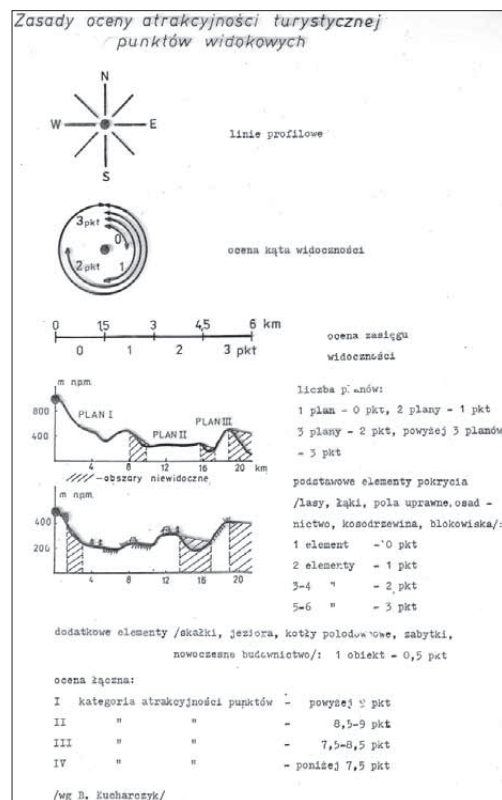 Zasady oceny atrakcyjności turystycznej
punktów widokowych
N
W E
S
linie profilowe
3 pkt
0
2 pkt 1
ocena kąta widoczności
0 1,5 3 4,5 6 km
0 1 2 3 pkt
ocena zasięgu
widoczności
m n.p.m.
800
400
PLAN I
PLAN II
PLAN III
4 8 12 16 20
km
liczba planów:
1 plan - 0 pkt, 2 plany - 1 pkt
3 plany - 2 pkt, powyżej 3 planów
- 3 pkt
//// -obszary niewidoczne
m n.p.m.
400
200
4 8 12 16 20
podstawowe elementy pokrycia
/lasy, łąki, pola uprawne, osad -
nictwo, kosodrzewina, blokowiska/:
1 element - 0 pkt
2 elementy - 1 pkt
3-4 " - 2 pkt
5-6 " - 3 pkt
dodatkowe elementy /skałki, jeziora, kotły polodowcowe, zabytki,
nowoczesne budownictwo/: 1 obiekt = 0,5 pkt
ocena łączna:
I kategoria atrakcyjności punktów - powyżej 9 pkt
II " " - 8,5-9 pkt
III " " - 7,5-8,5 pkt
IV " " - poniżej 7,5 pkt
/wg B. Kucharczyk/